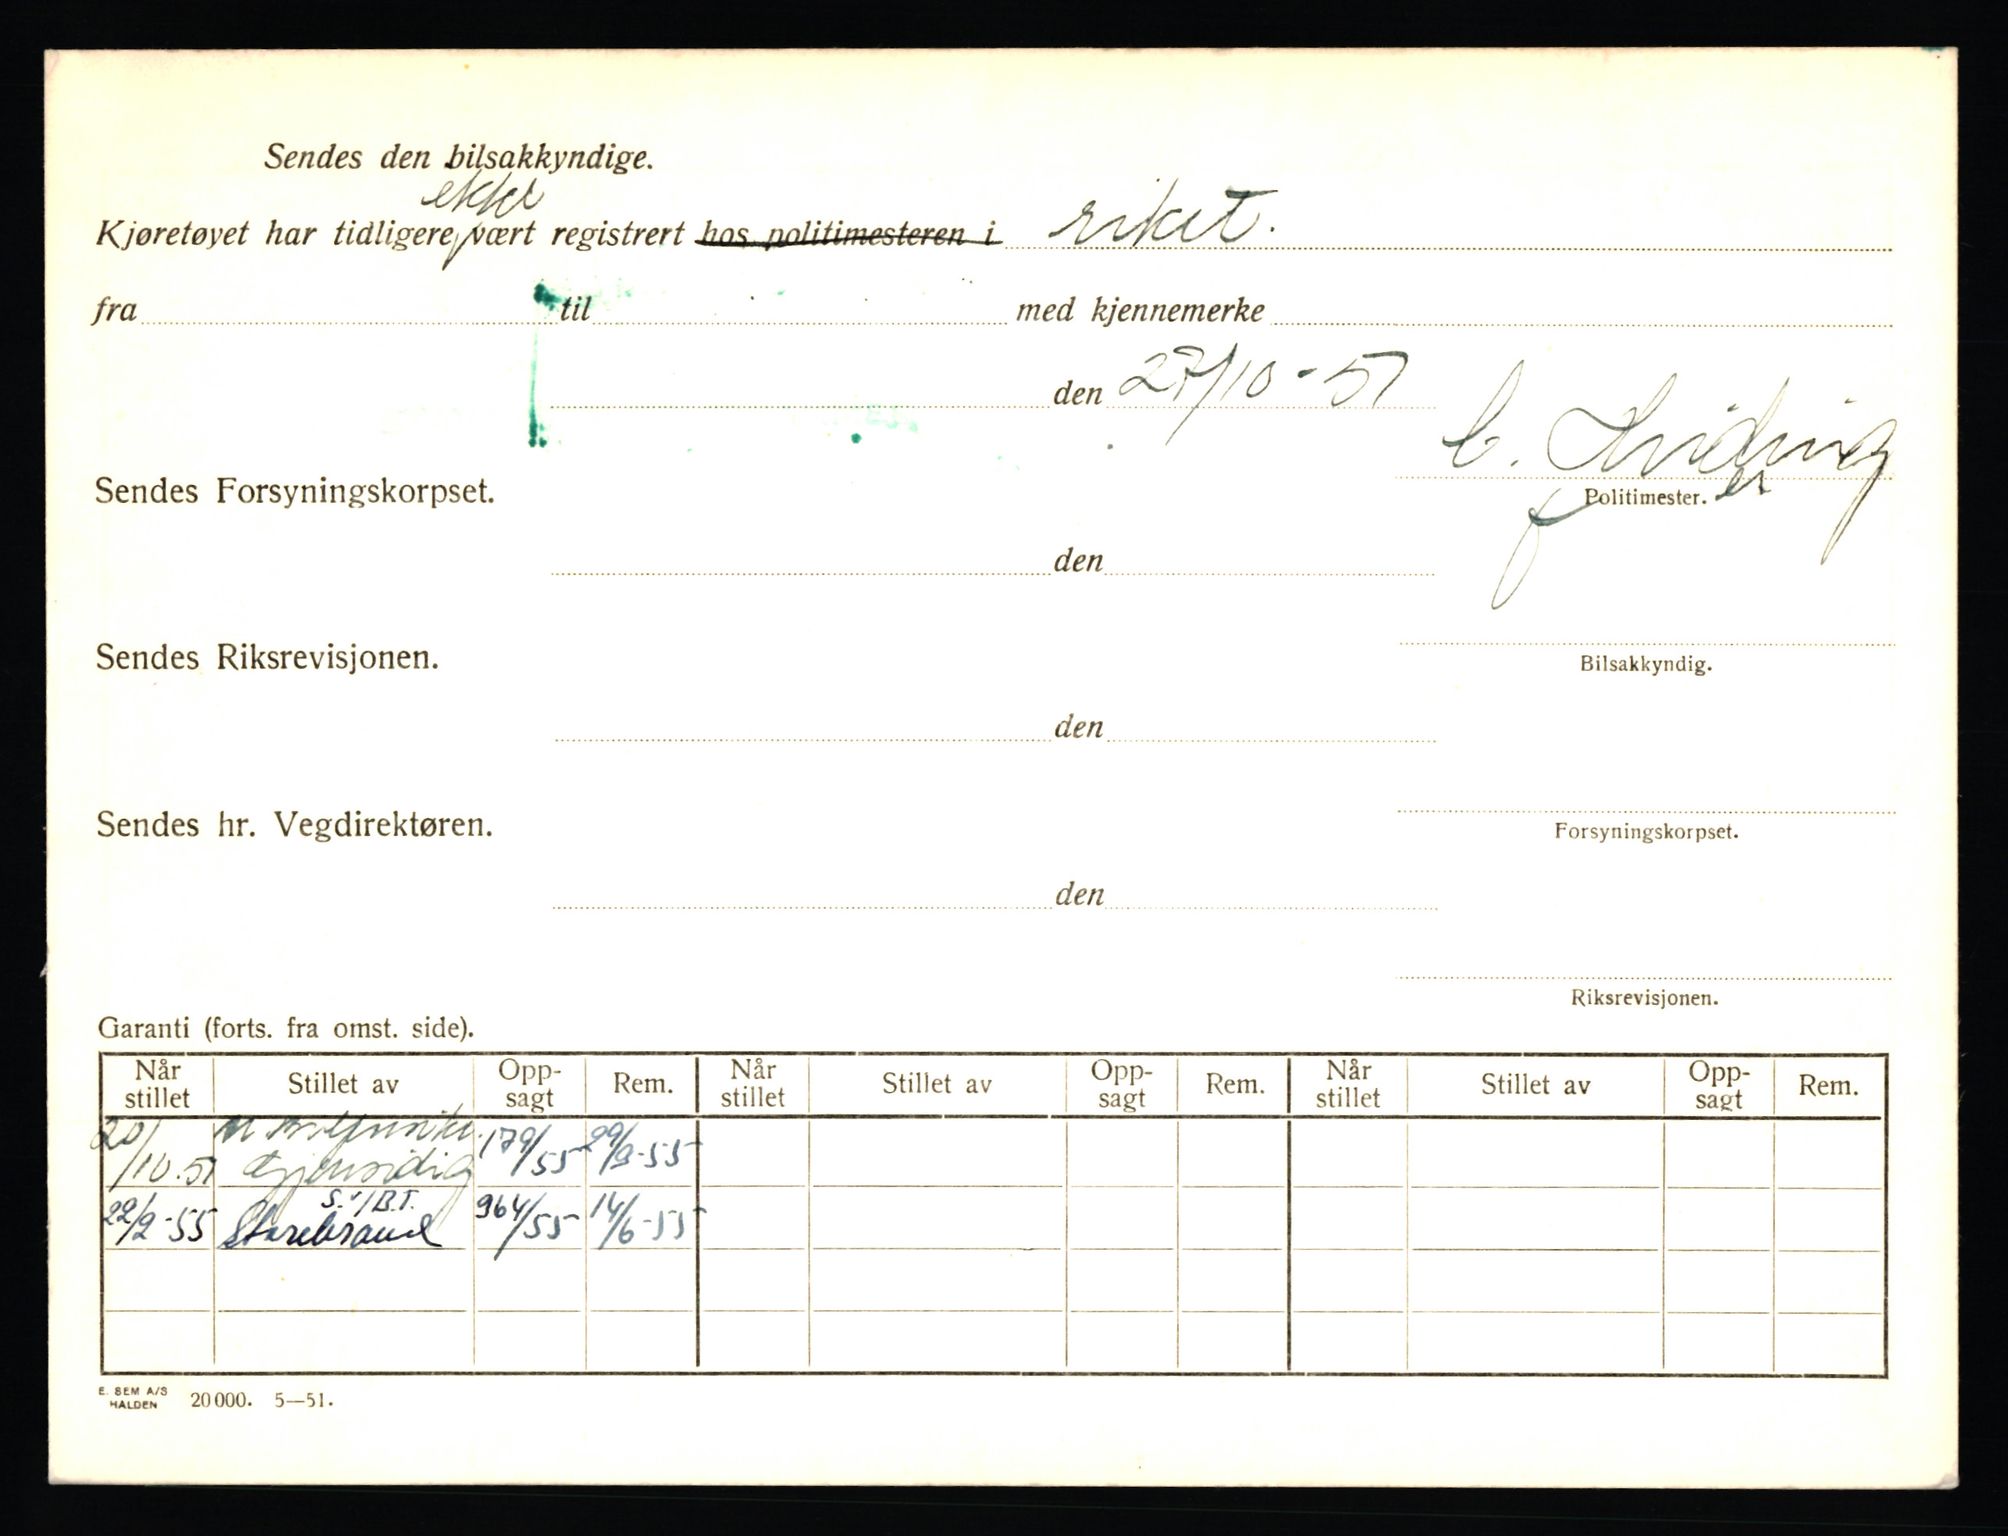 Sendes den bilsakkyndige.
ekke
Kjøretøyet har tidligere vært registrert hos politimesteren i riket.
fra til med kjennemerke
den 27/10-51
Sendes Forsyningskorpset.
Politimester.
den
Sendes Riksrevisjonen.
Bilsakkyndig.
den
Sendes hr. Vegdirektøren.
Forsyningskorpset.
den
Riksrevisjonen.
Garanti (forts. fra omst. side).
Når stillet Stillet av Opp-sagt Rem. Når stillet Stillet av Opp-sagt Rem. Når stillet Stillet av Opp-sagt Rem.
20/10.51 Gjensidig 179/55 29/9-55
S./B.T.
22/2-55 Storebrand 964/55 14/6-55
E. SEM A/S
HALDEN 20000. 5—51.